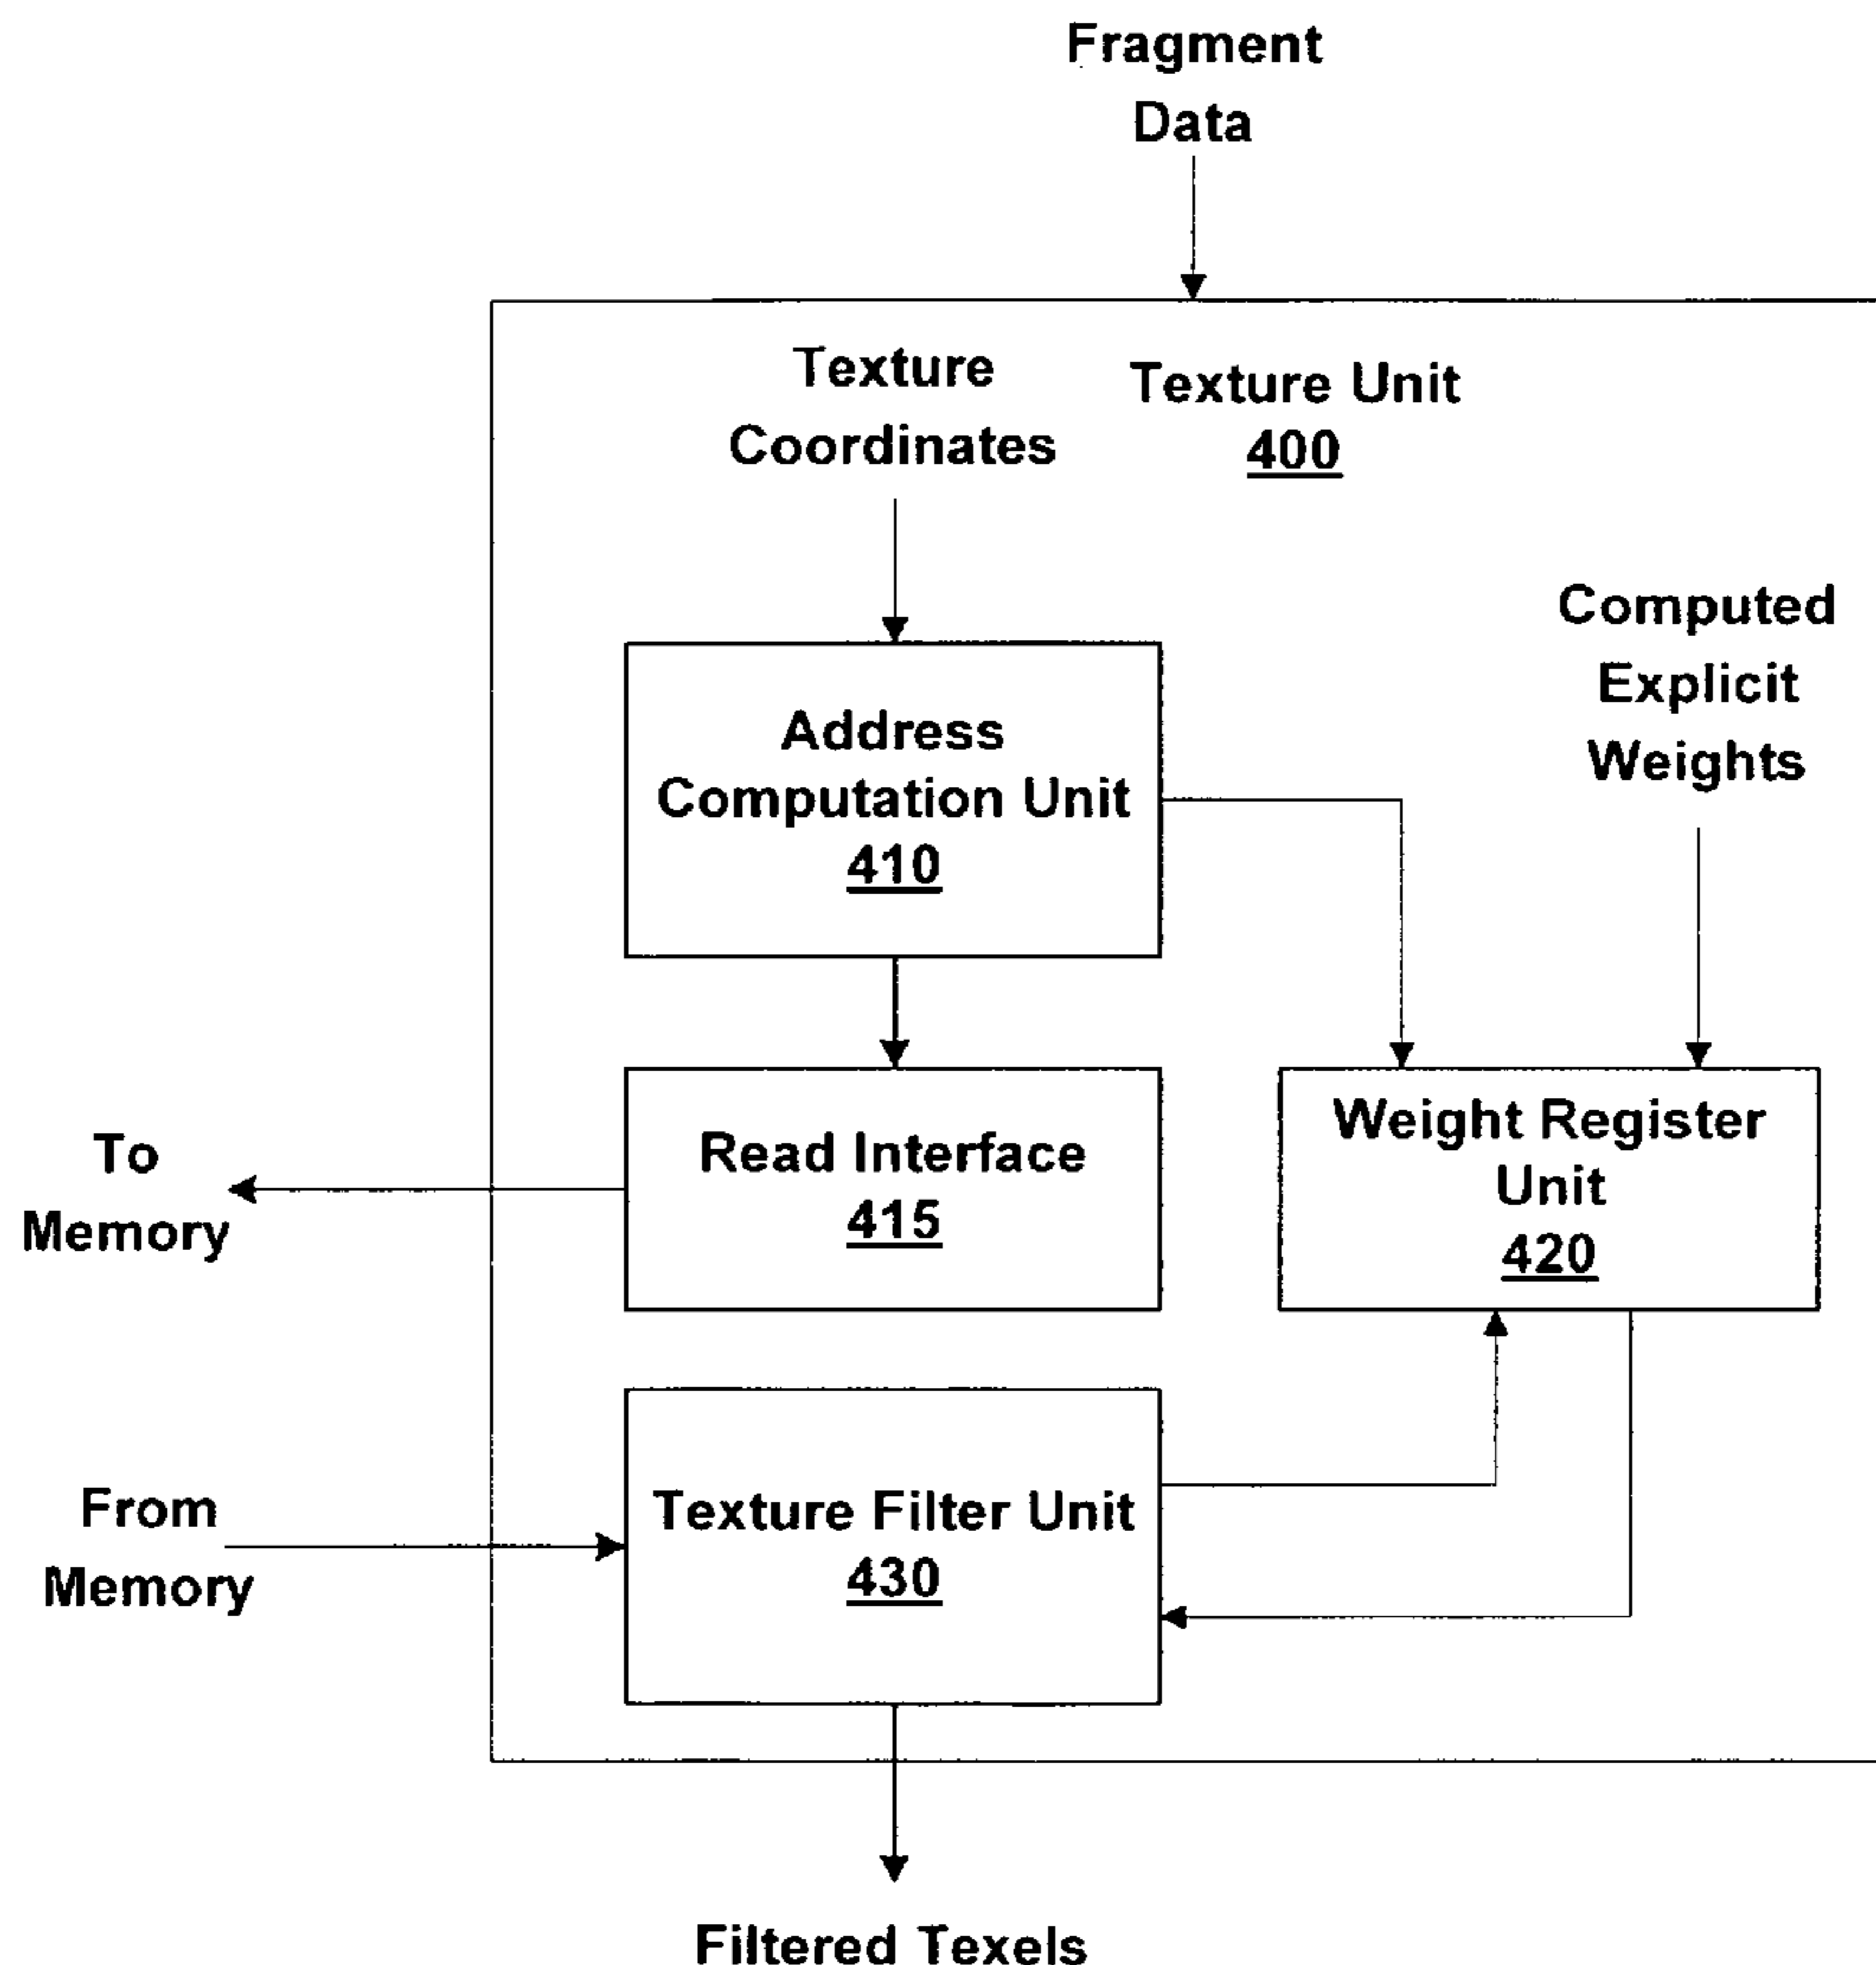 Fragment
Data
Texture
Coordinates
Texture Unit
400
Computed
Explicit
Weights
Address
Computation Unit
410
To
Memory
Read Interface
415
Weight Register
Unit
420
From
Memory
Texture Filter Unit
430
Filtered Texels